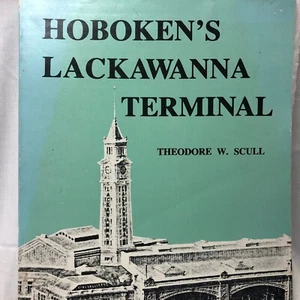 HOBOKEN'S
LACKAWANNA
TERMINAL
THEODORE W. SCULL